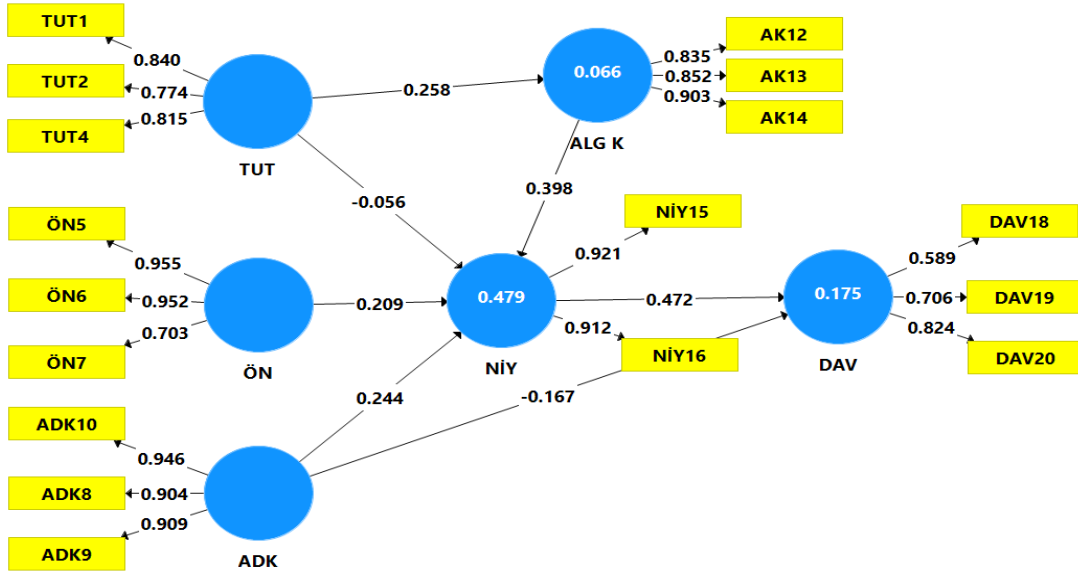 TUT1
0.840
TUT2
0.774
0.815
TUT4
TUT
0.258
0.066
ALG K
0.835
AK12
0.852
AK13
0.903
AK14
-0.056
0.398
ÖN5
0.955
ÖN6
0.952
0.703
ÖN7
ÖN
0.209
0.479
NİY
NİY15
0.921
0.912
NİY16
0.472
0.175
DAV
DAV18
0.589
0.706
DAV19
0.824
DAV20
0.244
-0.167
ADK10
0.946
ADK8
0.904
0.909
ADK9
ADK